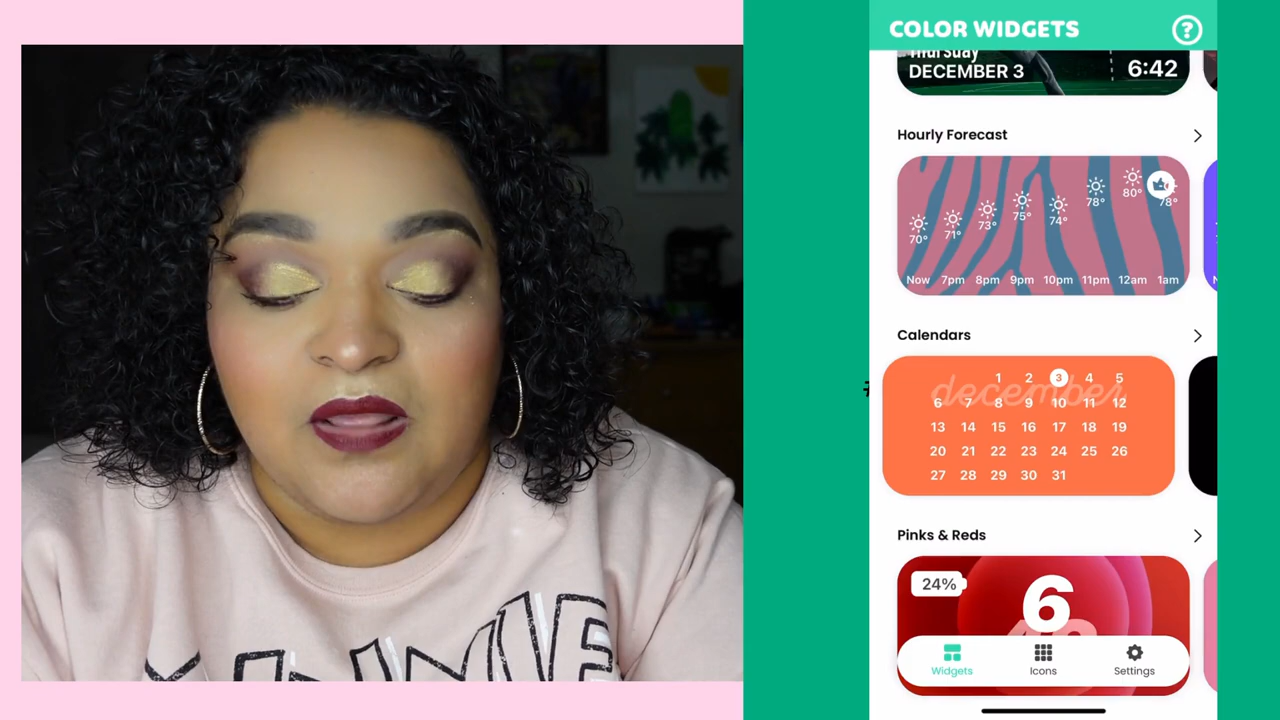 COLOR WIDGETS
?
Thursday
DECEMBER 3
6:42
Hourly Forecast
70° 71° 73° 75° 74° 78° 80° 78°
Now 7pm 8pm 9pm 10pm 11pm 12am 1am
Calendars
december
1 2 3 4 5
6 7 8 9 10 11 12
13 14 15 16 17 18 19
20 21 22 23 24 25 26
27 28 29 30 31
Pinks & Reds
24%
6
Widgets Icons Settings